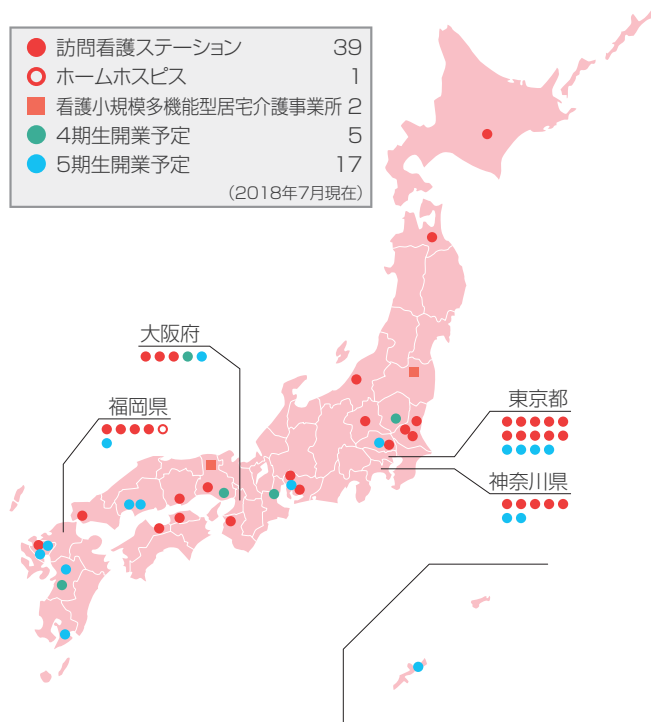 訪問看護ステーション 39
ホームホスピス 1
看護小規模多機能型居宅介護事業所 2
4期生開業予定 5
5期生開業予定 17
(2018年7月現在)
大阪府
福岡県
東京都
神奈川県